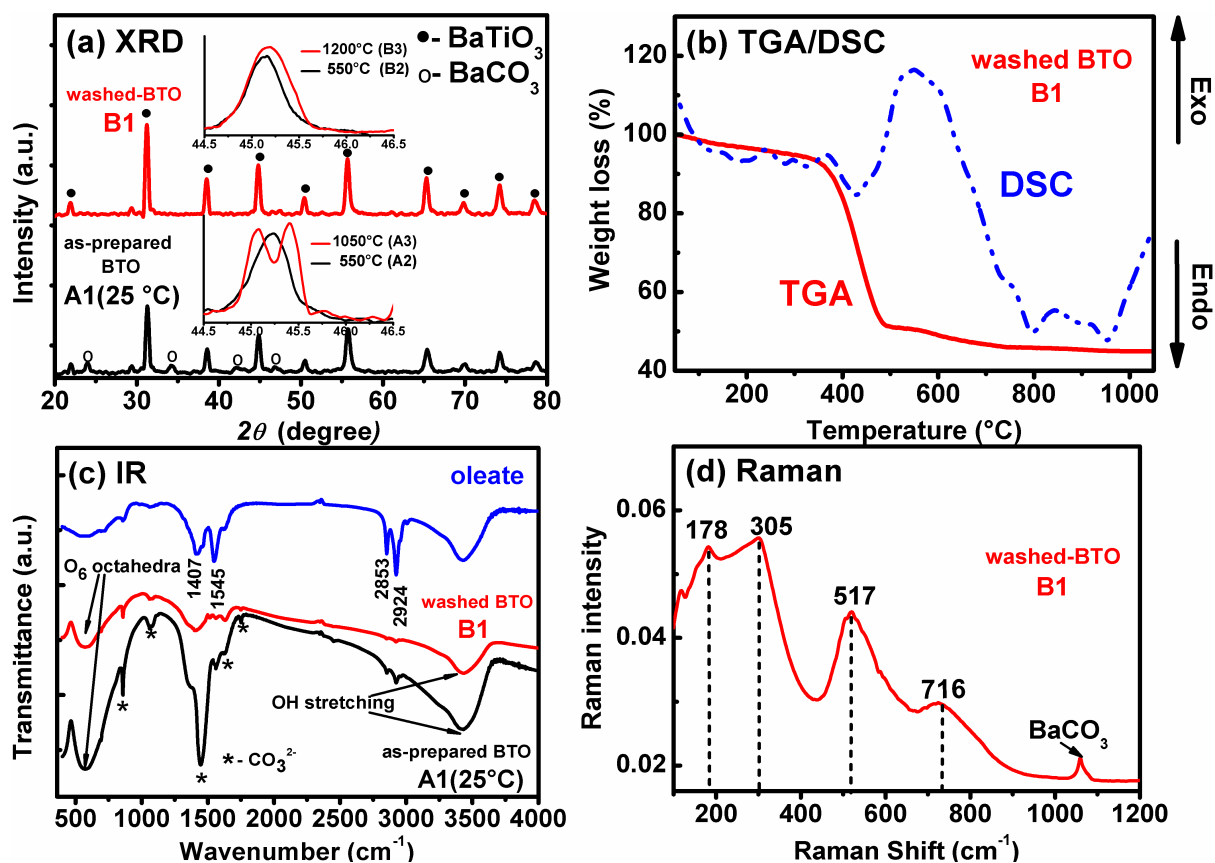 (a) XRD
●- BaTiO3
o- BaCO3
washed-BTO
B1
1200°C (B3)
550°C (B2)
44.5 45.0 45.5 46.0 46.5
as-prepared
BTO
A1(25 °C)
1050°C (A3)
550°C (A2)
44.5 45.0 45.5 46.0 46.5
Intensity (a.u.)
20 30 40 50 60 70 80
2θ (degree)
(b) TGA/DSC
washed BTO
B1
DSC
TGA
Exo
Endo
Weight loss (%)
120
100
80
60
40
200 400 600 800 1000
Temperature (°C)
(c) IR
oleate
O6 octahedra
1407
1545
2853
2924
washed BTO
B1
OH stretching
as-prepared BTO
A1(25°C)
*- CO3 2-
Transmittance (a.u.)
500 1000 1500 2000 2500 3000 3500 4000
Wavenumber (cm-1)
(d) Raman
178
305
517
716
washed-BTO
B1
BaCO3
Raman intensity
0.06
0.04
0.02
200 400 600 800 1000 1200
Raman Shift (cm-1)